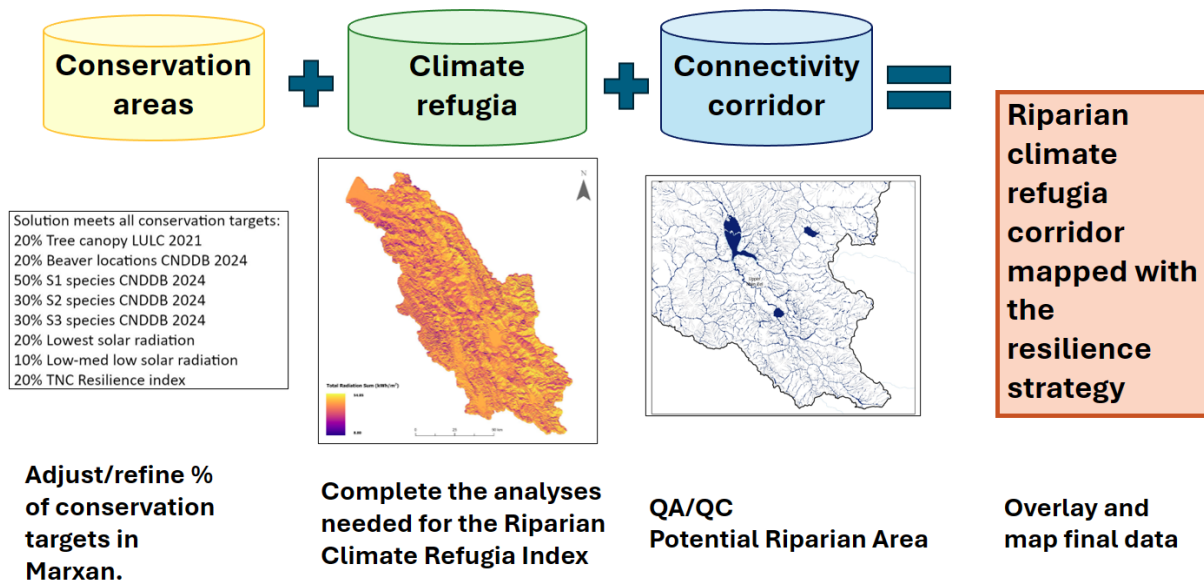 Conservation
areas
Climate
refugia
Connectivity
corridor
Riparian
climate
refugia
corridor
mapped with
the
resilience
strategy
Solution meets all conservation targets:
20% Tree canopy LULC 2021
20% Beaver locations CNDDB 2024
50% S1 species CNDDB 2024
30% S2 species CNDDB 2024
30% S3 species CNDDB 2024
20% Lowest solar radiation
10% Low-med low solar radiation
20% TNC Resilience index
N
Total Radiation Sum (kWh/m²)
Adjust/refine %
of conservation
targets in
Marxan.
Complete the analyses
needed for the Riparian
Climate Refugia Index
QA/QC
Potential Riparian Area
Overlay and
map final data